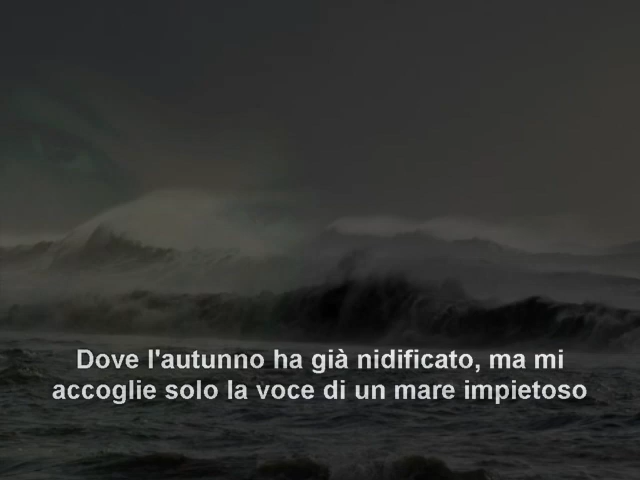 Dove l'autunno ha già nidificato, ma mi
accoglie solo la voce di un mare impietoso